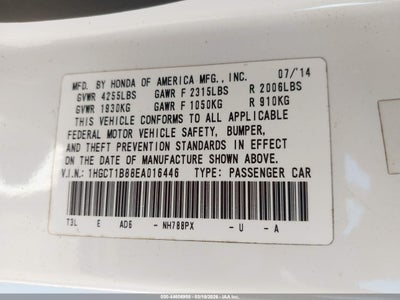 MFD. BY HONDA OF AMERICA MFG., INC. 07/'14
GVWR 4255LBS GAWR F 2315LBS R 2006LBS
GVWR 1930KG GAWR F 1050KG R 910KG
THIS VEHICLE CONFORMS TO ALL APPLICABLE
FEDERAL MOTOR VEHICLE SAFETY, BUMPER,
AND THEFT PREVENTION STANDARDS IN EFFECT
ON THE DATE OF MANUFACTURE SHOWN ABOVE.
V.I.N.: 1HGCT1B88EA016446 TYPE: PASSENGER CAR
T3L E AD6 - NH788PX - U - A